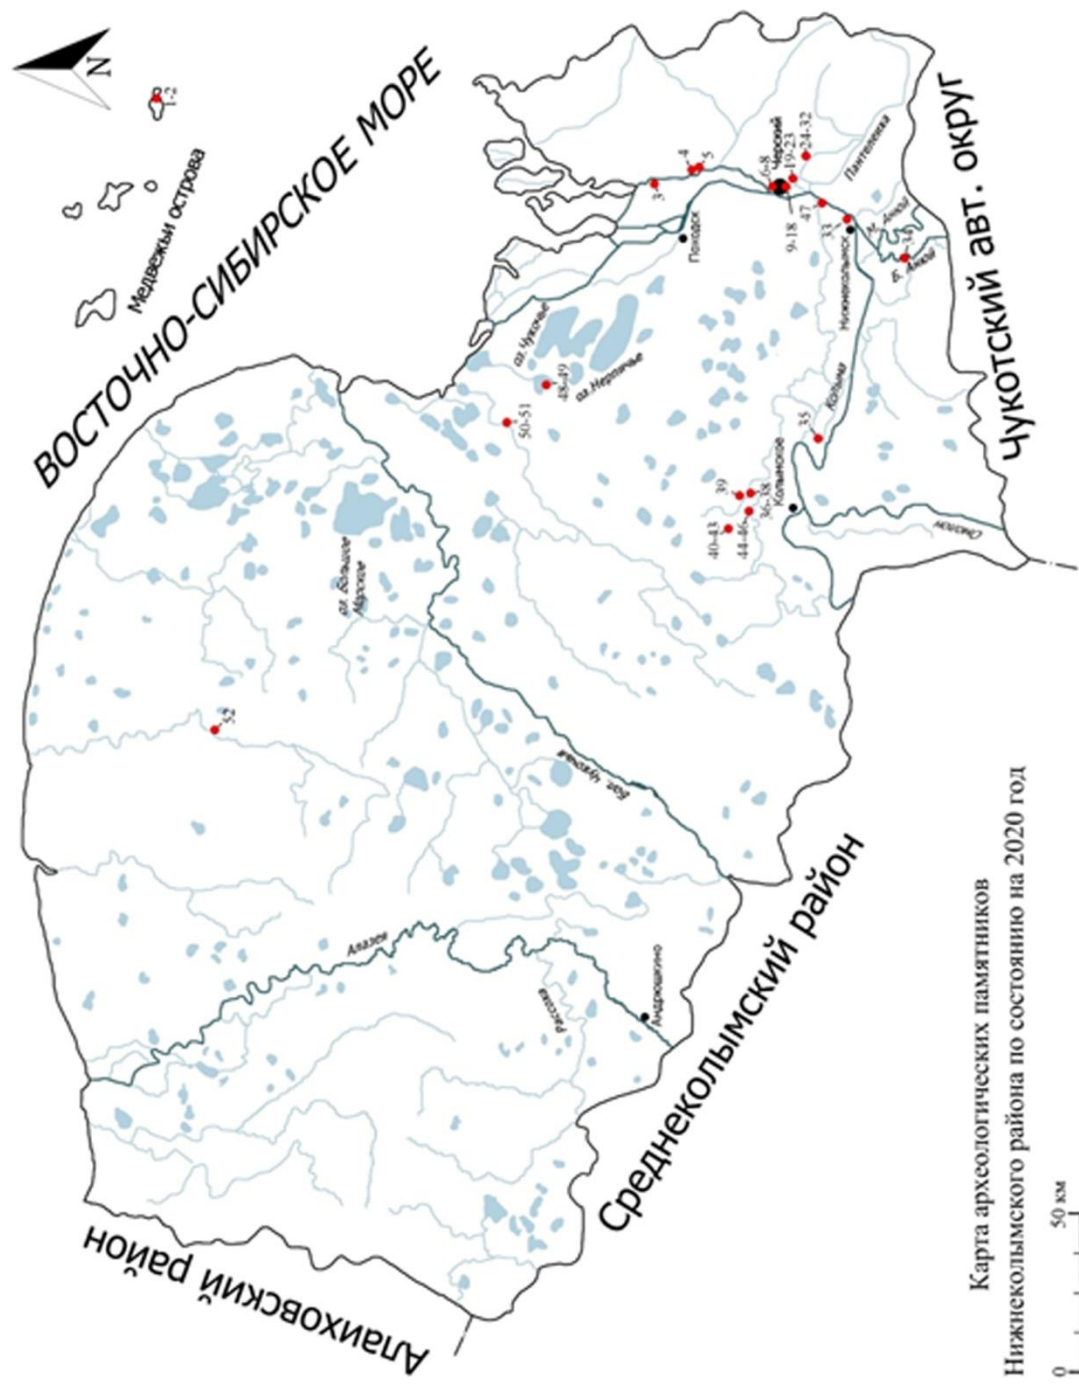 N
1-2
Медвежьи острова
ВОСТОЧНО-СИБИРСКОЕ МОРЕ
3
4
5
6-8
Черский
19-23
24-32
9-18
47
33
Пантелеиха
М. Анюй
34
Б. Анюй
Нижнеколымск
Походск
оз. Чукочье
оз. Нерпичье
48-49
50-51
Колыма
35
Колымское
39
36-38
40-43
44-46
Омолон
Чукотский авт. округ
оз. Большое
Морское
52
Бол. Чукочья
Алазея
Рассоха
Андрюшкино
Среднеколымский район
Аллаиховский район
Карта археологических памятников
Нижнеколымского района по состоянию на 2020 год
0
50 км